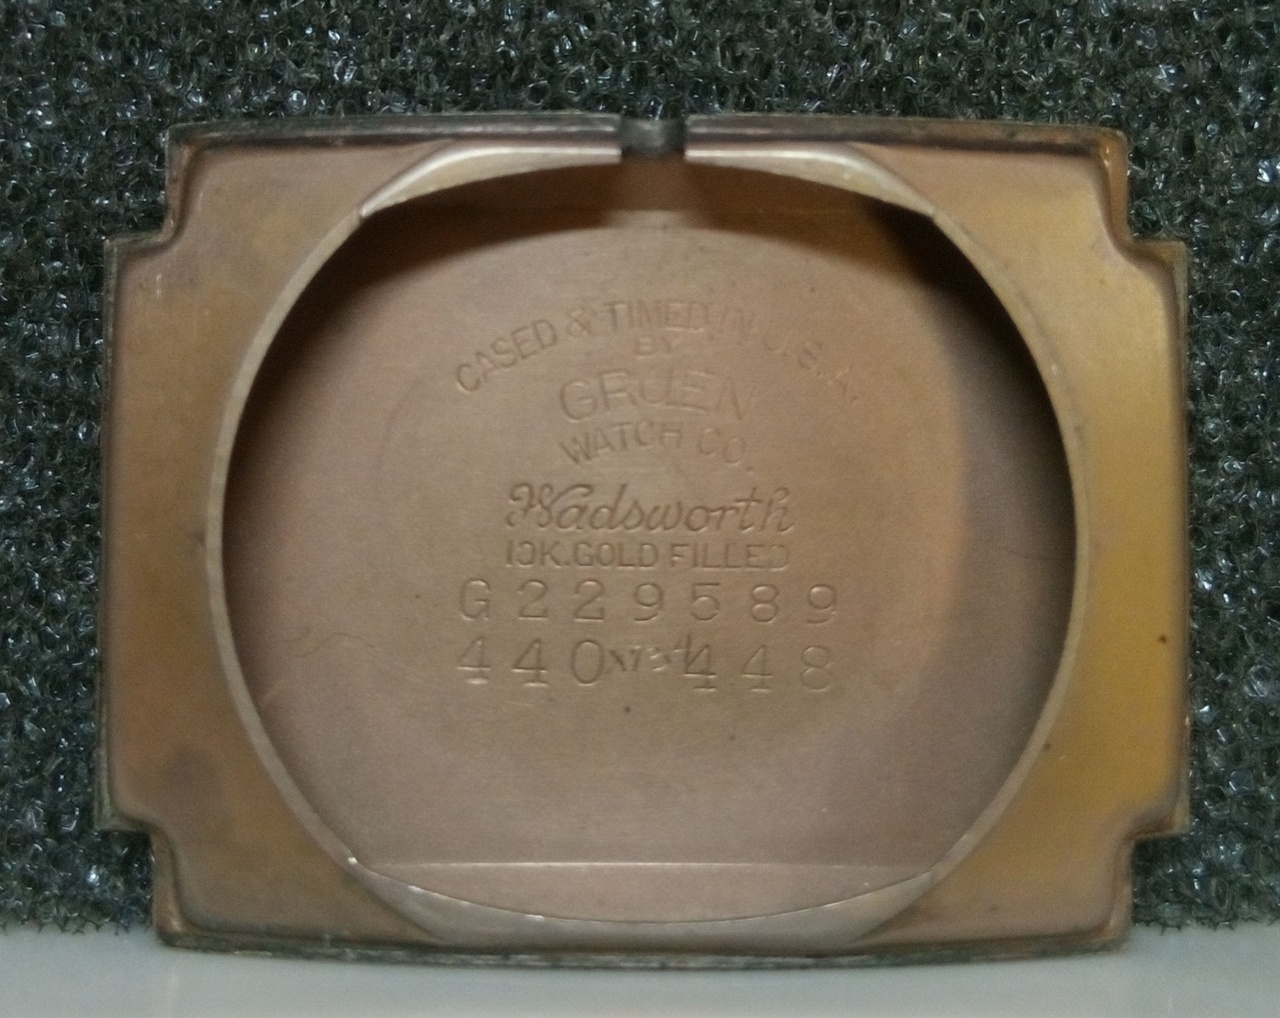 CASED & TIMED IN U.S.A.
BY
GRUEN
WATCH CO.
Wadsworth
10K.GOLD FILLED
G229589
440 448